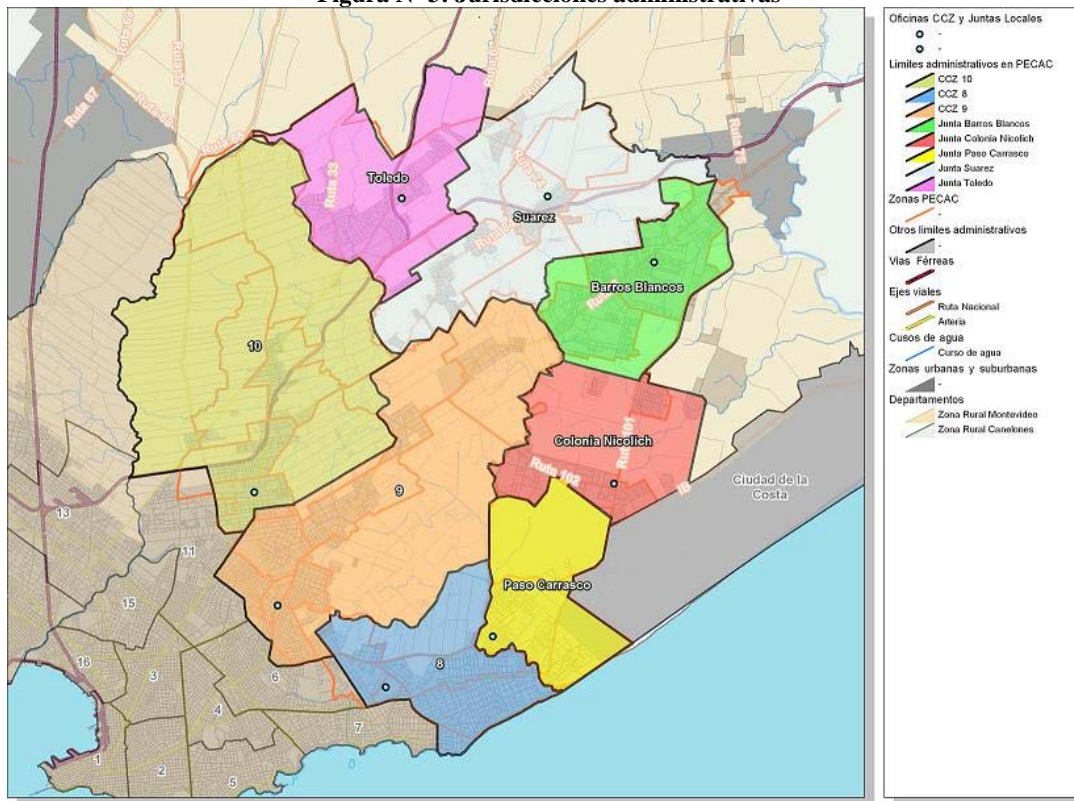 Figura Nº 3. Jurisdicciones administrativas
Ruta 67
Ruta 33
Toledo
Ruta 74
Suarez
Ruta 75
Barros Blancos
10
Colonia Nicolich
Ruta 101
Ruta 102
IB
9
Ciudad de la
Costa
13
11
Paso Carrasco
15
16
3
6
8
4
7
1
2
5
Oficinas CCZ y Juntas Locales
-
-
Limites administrativos en PECAC
CCZ 10
CCZ 8
CCZ 9
Junta Barros Blancos
Junta Colonia Nicolich
Junta Paso Carrasco
Junta Suarez
Junta Toledo
Zonas PECAC
-
Otros limites administrativos
-
Vias Férreas
Ejes viales
Ruta Nacional
Arteria
Cusos de agua
Curso de agua
Zonas urbanas y suburbanas
-
Departamentos
Zona Rural Montevideo
Zona Rural Canelones